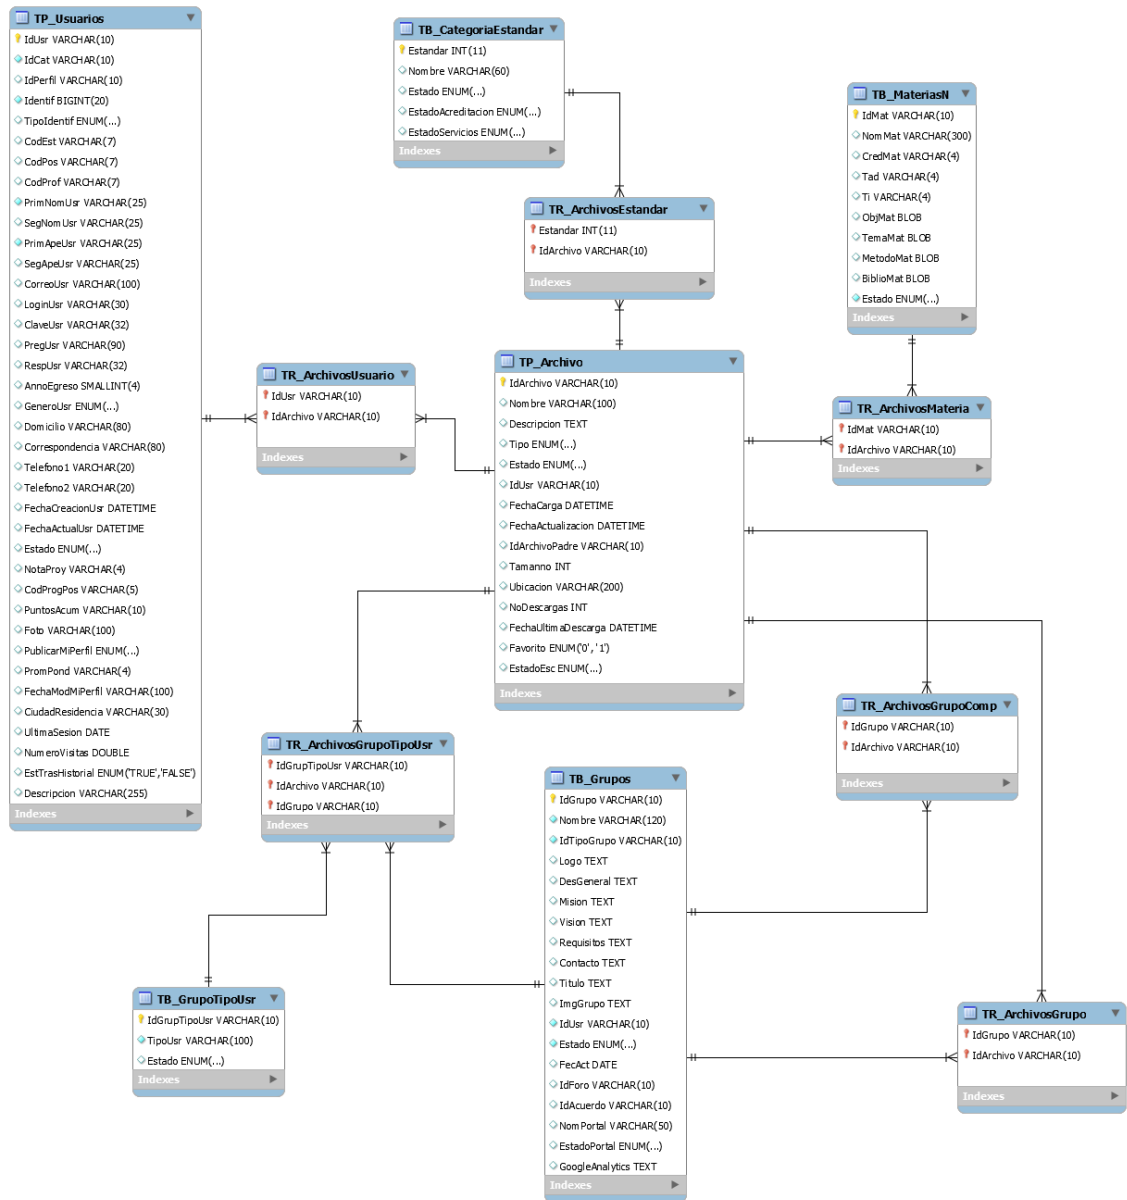 TP_Usuarios
IdUsr VARCHAR(10)
IdCat VARCHAR(10)
IdPerfil VARCHAR(10)
Identif BIGINT(20)
TipoIdentif ENUM(...)
CodEst VARCHAR(7)
CodPos VARCHAR(7)
CodProf VARCHAR(7)
PrimNomUsr VARCHAR(25)
SegNomUsr VARCHAR(25)
PrimApeUsr VARCHAR(25)
SegApeUsr VARCHAR(25)
CorreoUsr VARCHAR(100)
LoginUsr VARCHAR(30)
ClaveUsr VARCHAR(32)
PregUsr VARCHAR(90)
RespUsr VARCHAR(32)
AnnoEgreso SMALLINT(4)
GeneroUsr ENUM(...)
Domicilio VARCHAR(80)
Correspondencia VARCHAR(80)
Telefono1 VARCHAR(20)
Telefono2 VARCHAR(20)
FechaCreacionUsr DATETIME
FechaActualUsr DATETIME
Estado ENUM(...)
NotaProy VARCHAR(4)
CodProgPos VARCHAR(5)
PuntosAcum VARCHAR(10)
Foto VARCHAR(100)
PublicarMiPerfil ENUM(...)
PromPond VARCHAR(4)
FechaModMiPerfil VARCHAR(100)
CiudadResidencia VARCHAR(30)
UltimaSesion DATE
NumeroVisitas DOUBLE
EstTrasHistorial ENUM('TRUE','FALSE')
Descripcion VARCHAR(255)
Indexes
TB_CategoriaEstandar
Estandar INT(11)
Nombre VARCHAR(60)
Estado ENUM(...)
EstadoAcreditacion ENUM(...)
EstadoServicios ENUM(...)
Indexes
TB_MateriasN
IdMat VARCHAR(10)
NomMat VARCHAR(300)
CredMat VARCHAR(4)
Tad VARCHAR(4)
Ti VARCHAR(4)
ObjMat BLOB
TemaMat BLOB
MetodoMat BLOB
BiblioMat BLOB
Estado ENUM(...)
Indexes
TR_ArchivosEstandar
Estandar INT(11)
IdArchivo VARCHAR(10)
Indexes
TR_ArchivosUsuario
IdUsr VARCHAR(10)
IdArchivo VARCHAR(10)
Indexes
TP_Archivo
IdArchivo VARCHAR(10)
Nombre VARCHAR(100)
Descripcion TEXT
Tipo ENUM(...)
Estado ENUM(...)
IdUsr VARCHAR(10)
FechaCarga DATETIME
FechaActualizacion DATETIME
IdArchivoPadre VARCHAR(10)
Tamanno INT
Ubicacion VARCHAR(200)
NoDescargas INT
FechaUltimaDescarga DATETIME
Favorito ENUM('0','1')
EstadoEsc ENUM(...)
Indexes
TR_ArchivosMateria
IdMat VARCHAR(10)
IdArchivo VARCHAR(10)
Indexes
TR_ArchivosGrupoComp
IdGrupo VARCHAR(10)
IdArchivo VARCHAR(10)
Indexes
TR_ArchivosGrupoTipoUsr
IdGrupTipoUsr VARCHAR(10)
IdArchivo VARCHAR(10)
IdGrupo VARCHAR(10)
Indexes
TB_Grupos
IdGrupo VARCHAR(10)
Nombre VARCHAR(120)
IdTipoGrupo VARCHAR(10)
Logo TEXT
DesGeneral TEXT
Mision TEXT
Vision TEXT
Requisitos TEXT
Contacto TEXT
Titulo TEXT
ImgGrupo TEXT
IdUsr VARCHAR(10)
Estado ENUM(...)
FecAct DATE
IdForo VARCHAR(10)
IdAcuerdo VARCHAR(10)
NomPortal VARCHAR(50)
EstadoPortal ENUM(...)
GoogleAnalytics TEXT
Indexes
TB_GrupoTipoUsr
IdGrupTipoUsr VARCHAR(10)
TipoUsr VARCHAR(100)
Estado ENUM(...)
Indexes
TR_ArchivosGrupo
IdGrupo VARCHAR(10)
IdArchivo VARCHAR(10)
Indexes